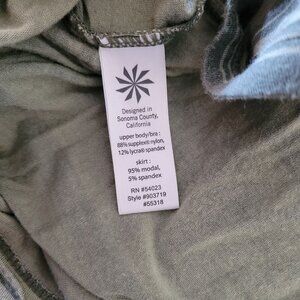 Designed in
Sonoma County,
California
upper body/bra :
88% supplex® nylon,
12% lycra® spandex
skirt :
95% modal,
5% spandex
RN #54023
Style #903719
#55318